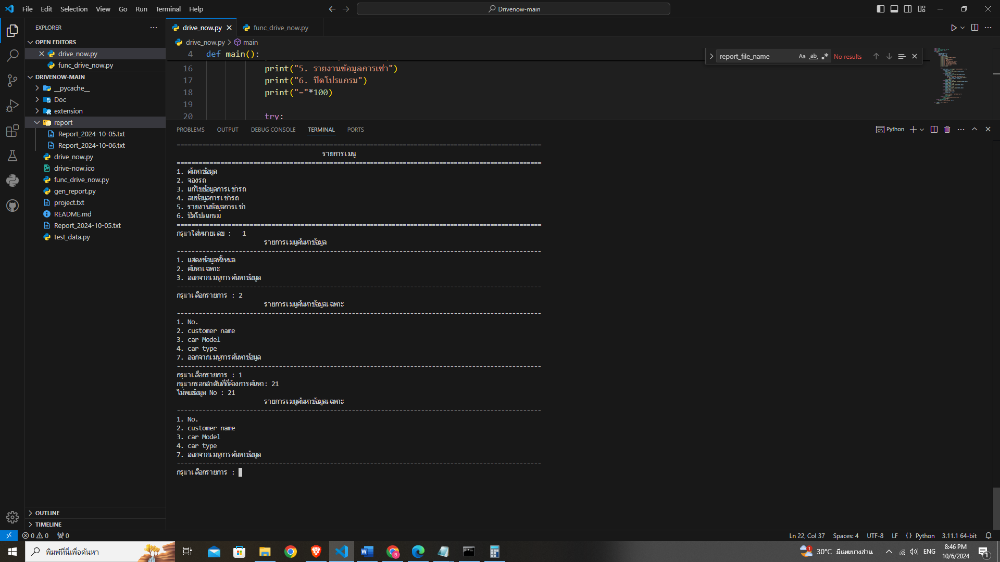 File Edit Selection View Go Run Terminal Help
Drivenow-main
EXPLORER
OPEN EDITORS
drive_now.py
func_drive_now.py
DRIVENOW-MAIN
__pycache__
Doc
extension
report
Report_2024-10-05.txt
Report_2024-10-06.txt
drive_now.py
drive-now.ico
func_drive_now.py
gen_report.py
project.txt
README.md
Report_2024-10-05.txt
test_data.py
OUTLINE
TIMELINE
drive_now.py func_drive_now.py
drive_now.py > main
4 def main():
16 print("5. รายงานข้อมูลการเช่า")
17 print("6. ปิดโปรแกรม")
18 print("="*100)
19
20 try:
report_file_name Aa ab No results
PROBLEMS OUTPUT DEBUG CONSOLE TERMINAL PORTS
Python
====================================================================================================
รายการเมนู
====================================================================================================
1. ค้นหาข้อมูล
2. จองรถ
3. แก้ไขข้อมูลการเช่ารถ
4. ลบข้อมูลการเช่ารถ
5. รายงานข้อมูลการเช่า
6. ปิดโปรแกรม
====================================================================================================
กรุณาใส่หมายเลข : 1
รายการเมนูค้นหาข้อมูล
----------------------------------------------------------------------------------------------------
1. แสดงข้อมูลทั้งหมด
2. ค้นหาเฉพาะ
3. ออกจากเมนูการค้นหาข้อมูล
----------------------------------------------------------------------------------------------------
กรุณาเลือกรายการ : 2
รายการเมนูค้นหาข้อมูลเฉพาะ
----------------------------------------------------------------------------------------------------
1. No.
2. customer name
3. car Model
4. car type
7. ออกจากเมนูการค้นหาข้อมูล
----------------------------------------------------------------------------------------------------
กรุณาเลือกรายการ : 1
กรุณากรอกลำดับที่ที่ต้องการค้นหา: 21
ไม่พบข้อมูล No : 21
รายการเมนูค้นหาข้อมูลเฉพาะ
----------------------------------------------------------------------------------------------------
1. No.
2. customer name
3. car Model
4. car type
7. ออกจากเมนูการค้นหาข้อมูล
----------------------------------------------------------------------------------------------------
กรุณาเลือกรายการ :
0 0 0
Ln 22, Col 37 Spaces: 4 UTF-8 LF {} Python 3.11.1 64-bit
พิมพ์ที่นี่เพื่อค้นหา
1 30°C มีเมฆบางส่วน ENG
8:46 PM
10/6/2024
1